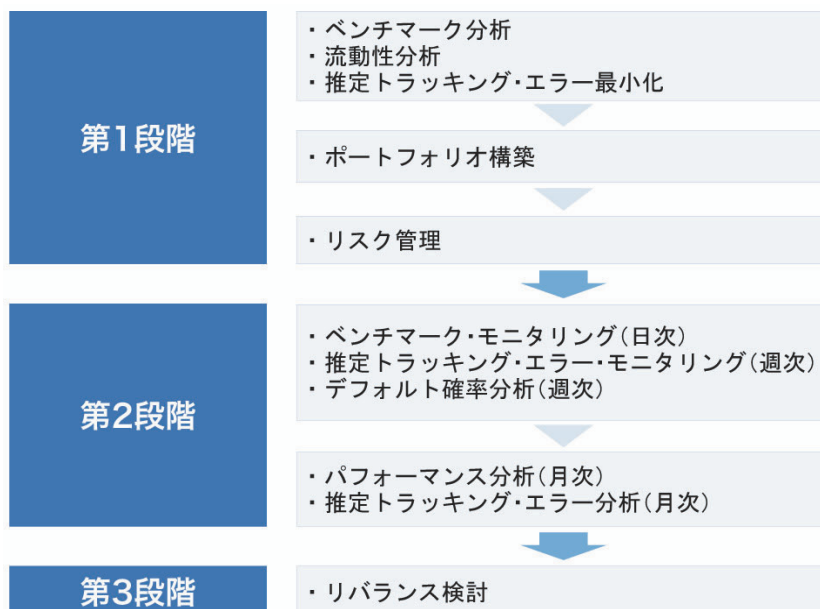 第1段階
・ベンチマーク分析
・流動性分析
・推定トラッキング・エラー最小化
・ポートフォリオ構築
・リスク管理
第2段階
・ベンチマーク・モニタリング(日次)
・推定トラッキング・エラー・モニタリング(週次)
・デフォルト確率分析(週次)
・パフォーマンス分析(月次)
・推定トラッキング・エラー分析(月次)
第3段階
・リバランス検討